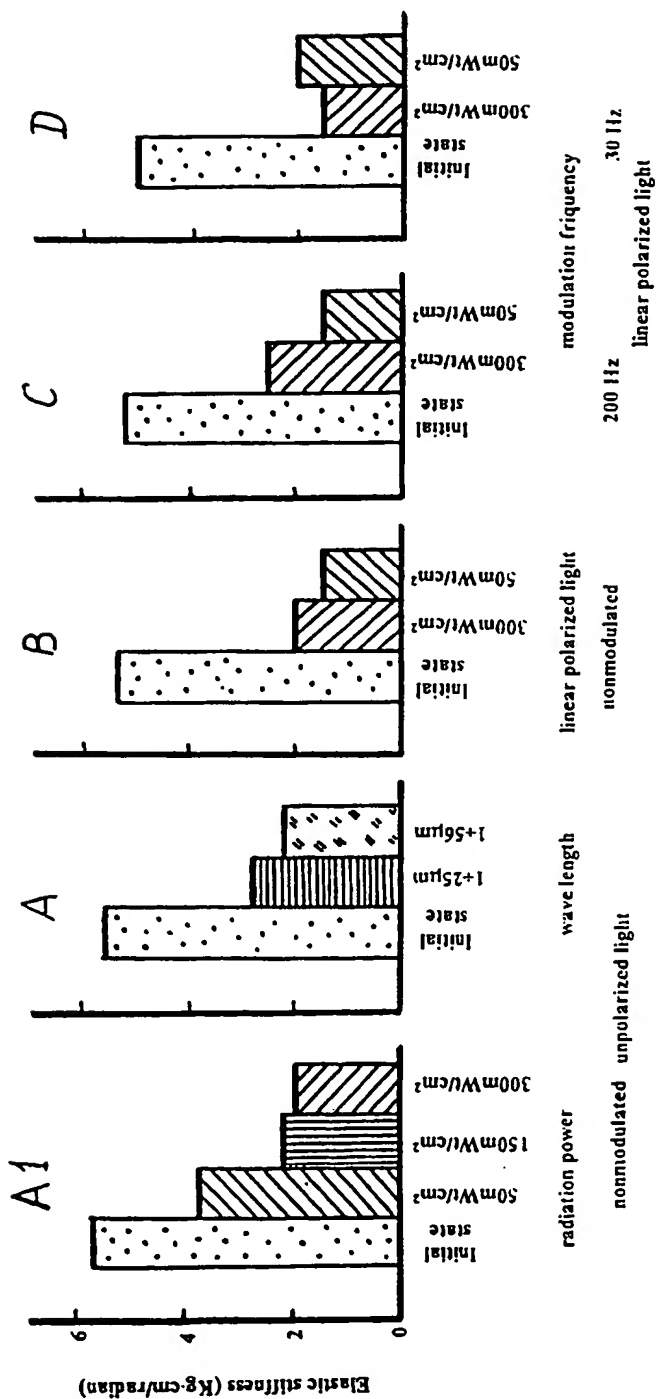 A1
A
B
C
D
Elastic stiffness (Kg·cm/radian)
6
4
2
0
Initial
state
50mWt/cm²
150mWt/cm²
300mWt/cm²
Initial
state
1+25µm
1+56µm
Initial
state
300mWt/cm²
50mWt/cm²
Initial
state
300mWt/cm²
50mWt/cm²
Initial
state
300mWt/cm²
50mWt/cm²
radiation power
wave length
linear polarized light
modulation friquency
nonmodulated unpolarized light
nonmodulated
200 Hz
30 Hz
linear polarized light